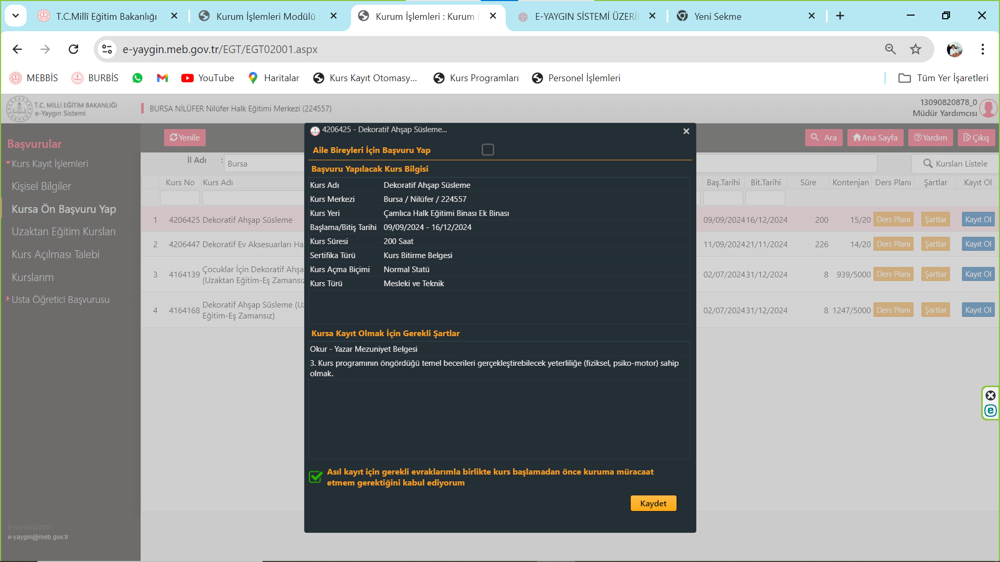 T.C.Millî Eğitim Bakanlığı
Kurum İşlemleri Modülü
Kurum İşlemleri : Kurum
E-YAYGIN SİSTEMİ ÜZERİ
Yeni Sekme
e-yaygin.meb.gov.tr/EGT/EGT02001.aspx
MEBBİS BURBİS YouTube Haritalar Kurs Kayıt Otomasy... Kurs Programları Personel İşlemleri Tüm Yer İşaretleri
T.C. MİLLİ EĞİTİM BAKANLIĞI
e-Yaygın Sistemi
BURSA NİLÜFER Nilüfer Halk Eğitimi Merkezi (224557)
13090820878_0
Müdür Yardımcısı
Başvurular
Kurs Kayıt İşlemleri
Kişisel Bilgiler
Kursa Ön Başvuru Yap
Uzaktan Eğitim Kursları
Kurs Açılması Talebi
Kurslarım
Usta Öğretici Başvurusu
EYAYGIN22051
e-yaygin@meb.gov.tr
Yenile
Ara Ana Sayfa Yardım Çıkış
İl Adı : Bursa
Kursları Listele
Kurs No Kurs Adı Baş.Tarihi Bit.Tarihi Süre Kontenjan Ders Planı Şartlar Kayıt Ol
1 4206425 Dekoratif Ahşap Süsleme 09/09/2024 16/12/2024 200 15/20 Ders Planı Şartlar Kayıt Ol
2 4206447 Dekoratif Ev Aksesuarları Ha 11/09/2024 21/11/2024 226 14/20 Ders Planı Şartlar Kayıt Ol
3 4164139 Çocuklar İçin Dekoratif Ahşa
(Uzaktan Eğitim-Eş Zamansız 02/07/2024 31/12/2024 8 939/5000 Ders Planı Şartlar Kayıt Ol
4 4164168 Dekoratif Ahşap Süsleme (Uz
Eğitim-Eş Zamansız) 02/07/2024 31/12/2024 8 1247/5000 Ders Planı Şartlar Kayıt Ol
4206425 - Dekoratif Ahşap Süsleme...
Aile Bireyleri İçin Başvuru Yap
Başvuru Yapılacak Kurs Bilgisi
Kurs Adı Dekoratif Ahşap Süsleme
Kurs Merkezi Bursa / Nilüfer / 224557
Kurs Yeri Çamlıca Halk Eğitimi Binası Ek Binası
Başlama/Bitiş Tarihi 09/09/2024 - 16/12/2024
Kurs Süresi 200 Saat
Sertifika Türü Kurs Bitirme Belgesi
Kurs Açma Biçimi Normal Statü
Kurs Türü Mesleki ve Teknik
Kursa Kayıt Olmak İçin Gerekli Şartlar
Okur - Yazar Mezuniyet Belgesi
3. Kurs programının öngördüğü temel becerileri gerçekleştirebilecek yeterliliğe (fiziksel, psiko-motor) sahip
olmak.
Asıl kayıt için gerekli evraklarımla birlikte kurs başlamadan önce kuruma müracaat
etmem gerektiğini kabul ediyorum
Kaydet